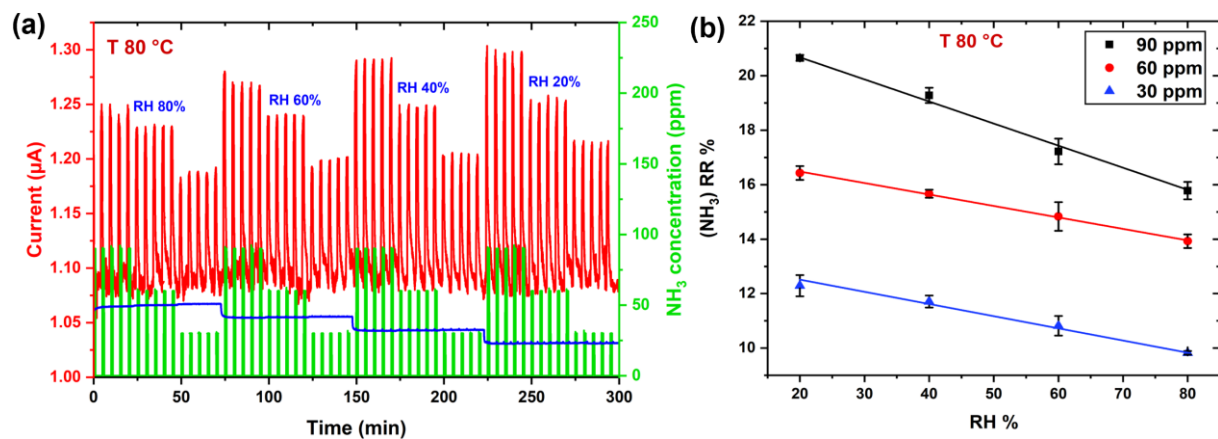 (a)
T 80 °C
RH 80%
RH 60%
RH 40%
RH 20%
Current (µA)
1.30
1.25
1.20
1.15
1.10
1.05
1.00
NH3 concentration (ppm)
250
200
150
100
50
0
0 50 100 150 200 250 300
Time (min)
(b)
T 80 °C
90 ppm
60 ppm
30 ppm
(NH3) RR %
22
20
18
16
14
12
10
20 30 40 50 60 70 80
RH %